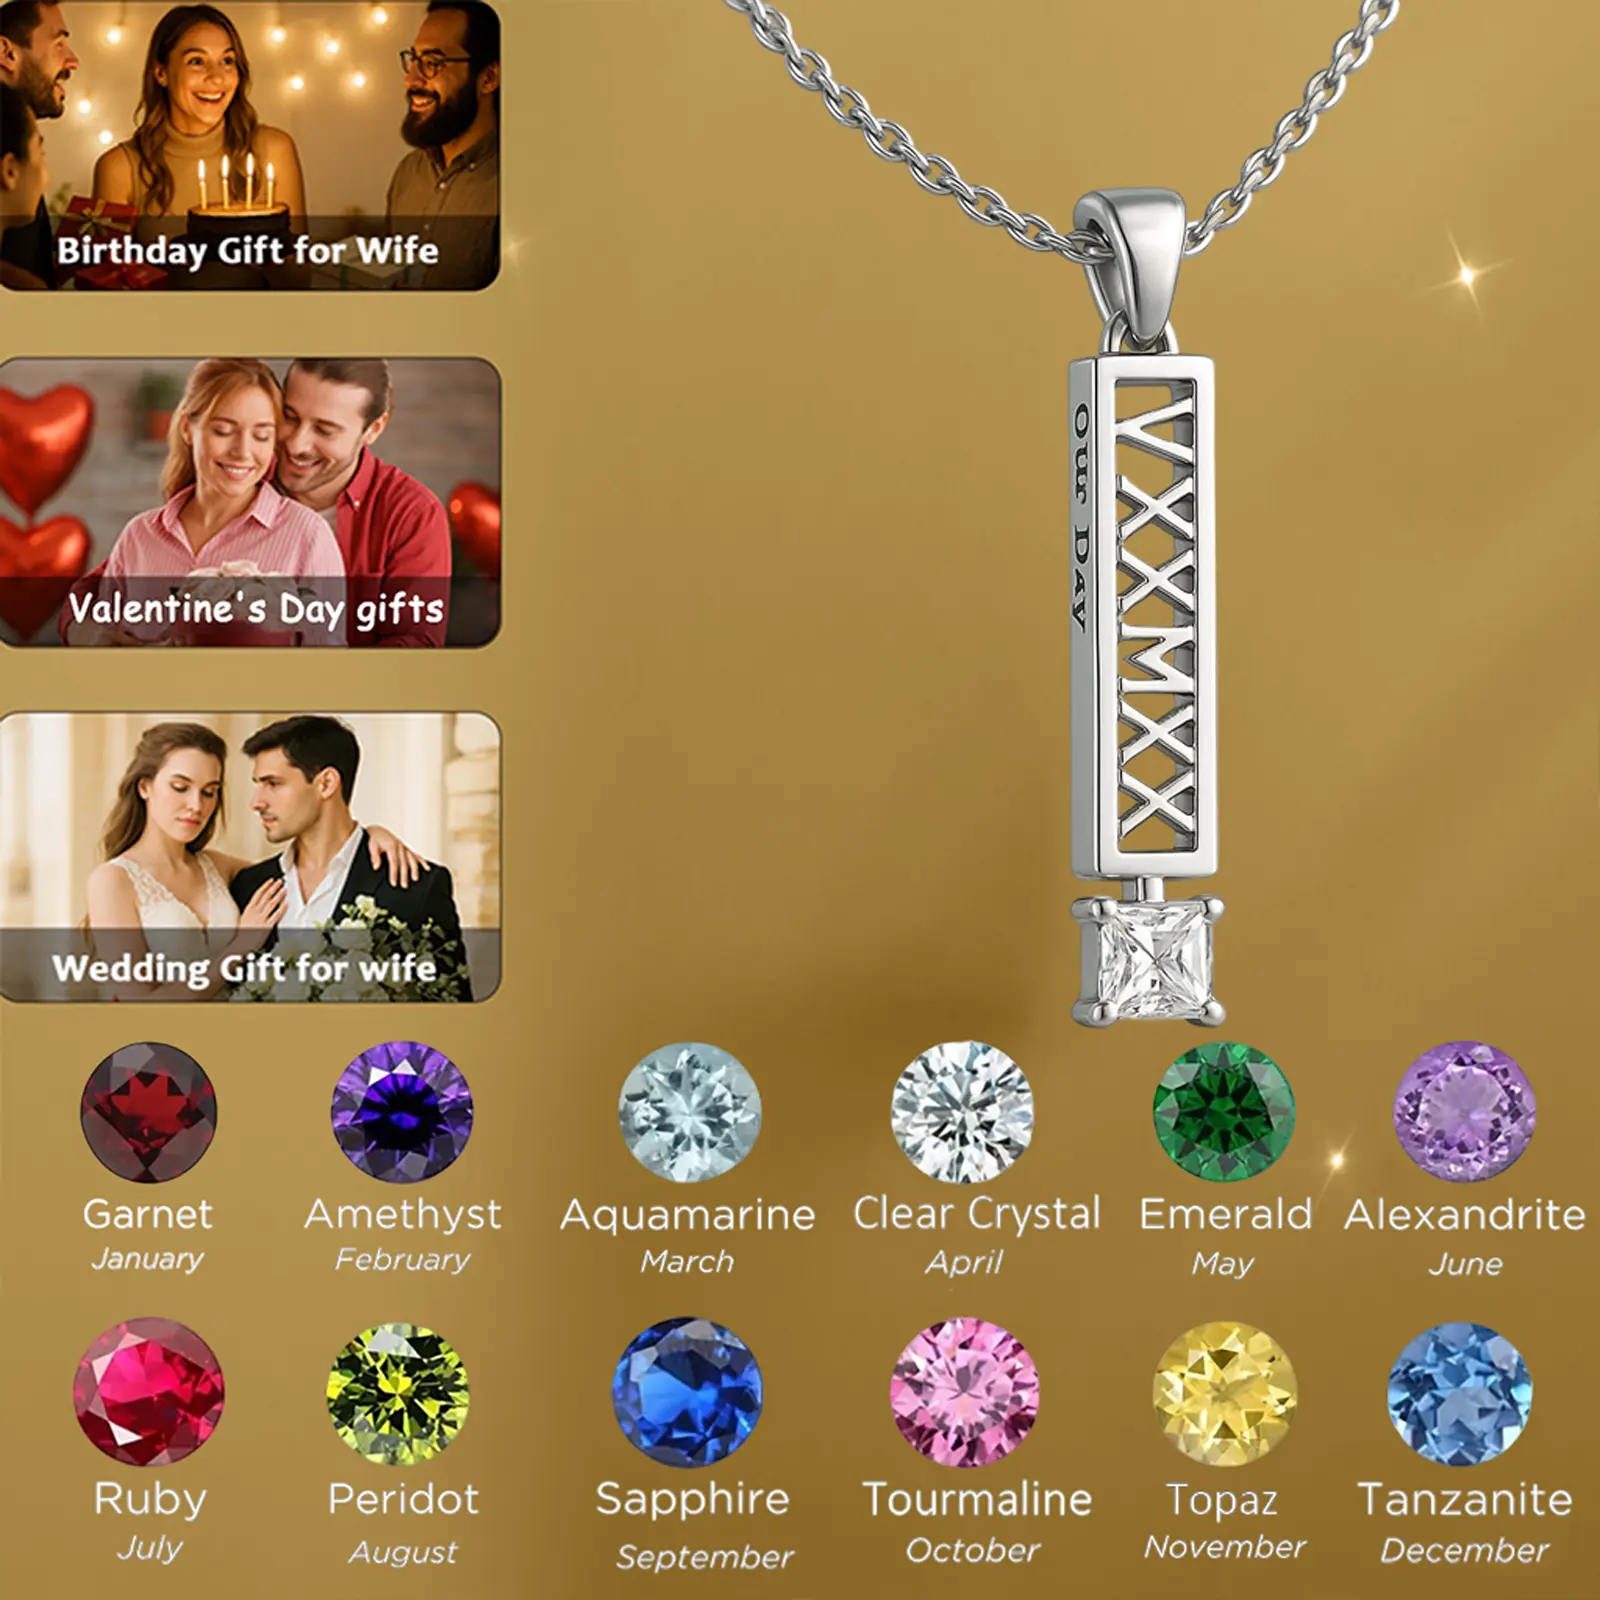 Birthday Gift for Wife
Valentine's Day gifts
Wedding Gift for wife
Our Day
VXXMXX
Garnet Amethyst Aquamarine Clear Crystal Emerald Alexandrite
January February March April May June
Ruby Peridot Sapphire Tourmaline Topaz Tanzanite
July August September October November December